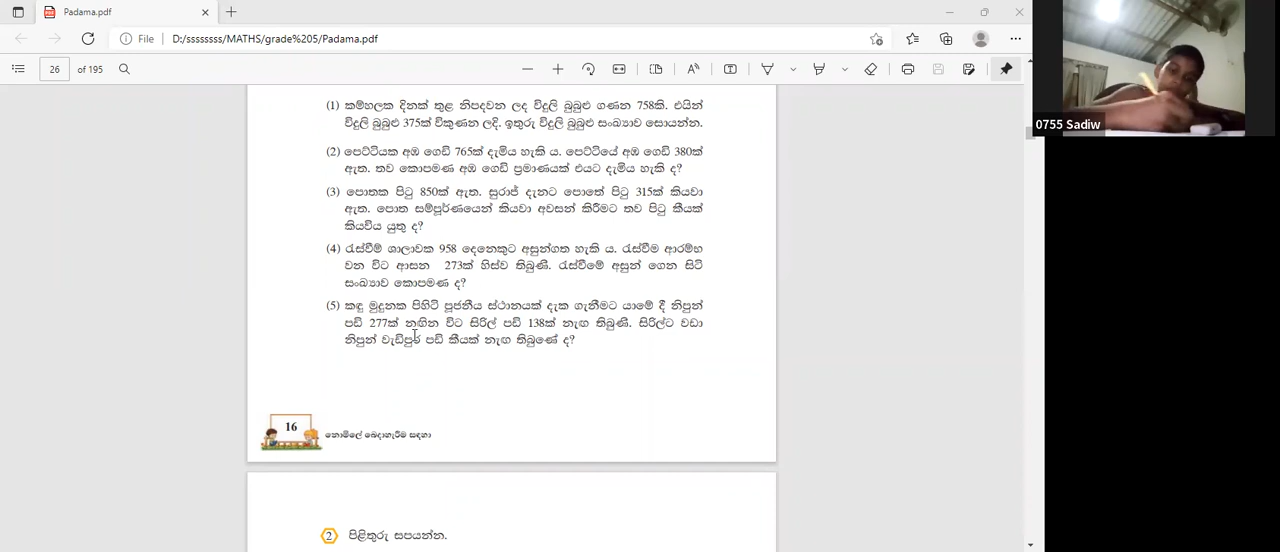 Padama.pdf
File D:/ssssssss/MATHS/grade%205/Padama.pdf
26 of 195
0755 Sadiw
(1) කම්හලක දිනක් තුළ නිපදවන ලද විදුලි බුබුළු ගණන 758කි. එයින්
විදුලි බුබුළු 375ක් විකුණන ලදි. ඉතුරු විදුලි බුබුළු සංඛ්‍යාව සොයන්න.
(2) පෙට්ටියක අඹ ගෙඩි 765ක් දැමිය හැකි ය. පෙට්ටියේ අඹ ගෙඩි 380ක්
ඇත. තව කොපමණ අඹ ගෙඩි ප්‍රමාණයක් එයට දැමිය හැකි ද?
(3) පොතක පිටු 850ක් ඇත. සුරාජ් දැනට පොතේ පිටු 315ක් කියවා
ඇත. පොත සම්පූර්ණයෙන් කියවා අවසන් කිරීමට තව පිටු කීයක්
කියවිය යුතු ද?
(4) රැස්වීම් ශාලාවක 958 දෙනෙකුට අසුන්ගත හැකි ය. රැස්වීම ආරම්භ
වන විට ආසන 273ක් හිස්ව තිබුණි. රැස්වීමේ අසුන් ගෙන සිටි
සංඛ්‍යාව කොපමණ ද?
(5) කඳු මුදුනක පිහිටි පූජනීය ස්ථානයක් දැක ගැනීමට යාමේ දී නිපුන්
පඩි 277ක් නඟින විට සිරිල් පඩි 138ක් නැඟ තිබුණි. සිරිල්ට වඩා
නිපුන් වැඩිපුර පඩි කීයක් නැඟ තිබුණේ ද?
16
නොමිලේ බෙදාහැරීම සඳහා
2 පිළිතුරු සපයන්න.